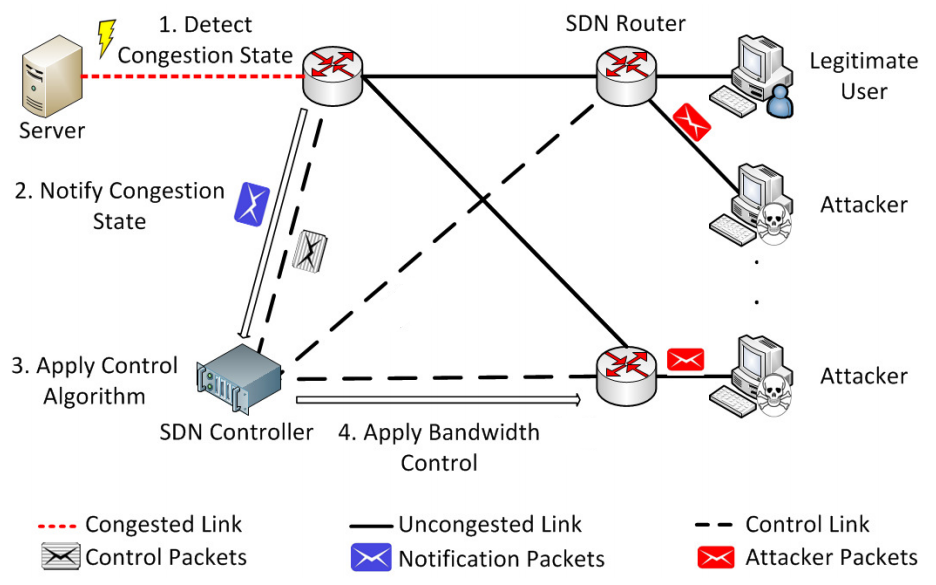 1. Detect
Congestion State
SDN Router
Server
Legitimate
User
2. Notify Congestion
State
Attacker
3. Apply Control
Algorithm
SDN Controller
4. Apply Bandwidth
Control
Attacker
Congested Link
Uncongested Link
Control Link
Control Packets
Notification Packets
Attacker Packets